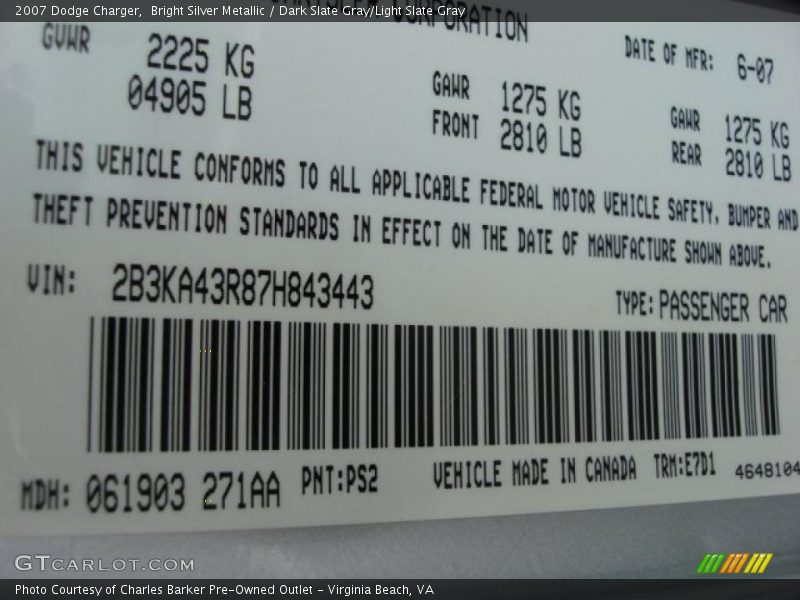 2007 Dodge Charger, Bright Silver Metallic / Dark Slate Gray/Light Slate Gray
CORPORATION
GVWR 2225 KG
04905 LB
DATE OF MFR: 6-07
GAWR 1275 KG
FRONT 2810 LB
GAWR 1275 KG
REAR 2810 LB
THIS VEHICLE CONFORMS TO ALL APPLICABLE FEDERAL MOTOR VEHICLE SAFETY, BUMPER AND
THEFT PREVENTION STANDARDS IN EFFECT ON THE DATE OF MANUFACTURE SHOWN ABOVE.
VIN: 2B3KA43R87H843443
TYPE: PASSENGER CAR
MDH: 061903 271AA PNT:PS2 VEHICLE MADE IN CANADA TRM:E7D1 4648104
GTCARLOT.COM
Photo Courtesy of Charles Barker Pre-Owned Outlet - Virginia Beach, VA